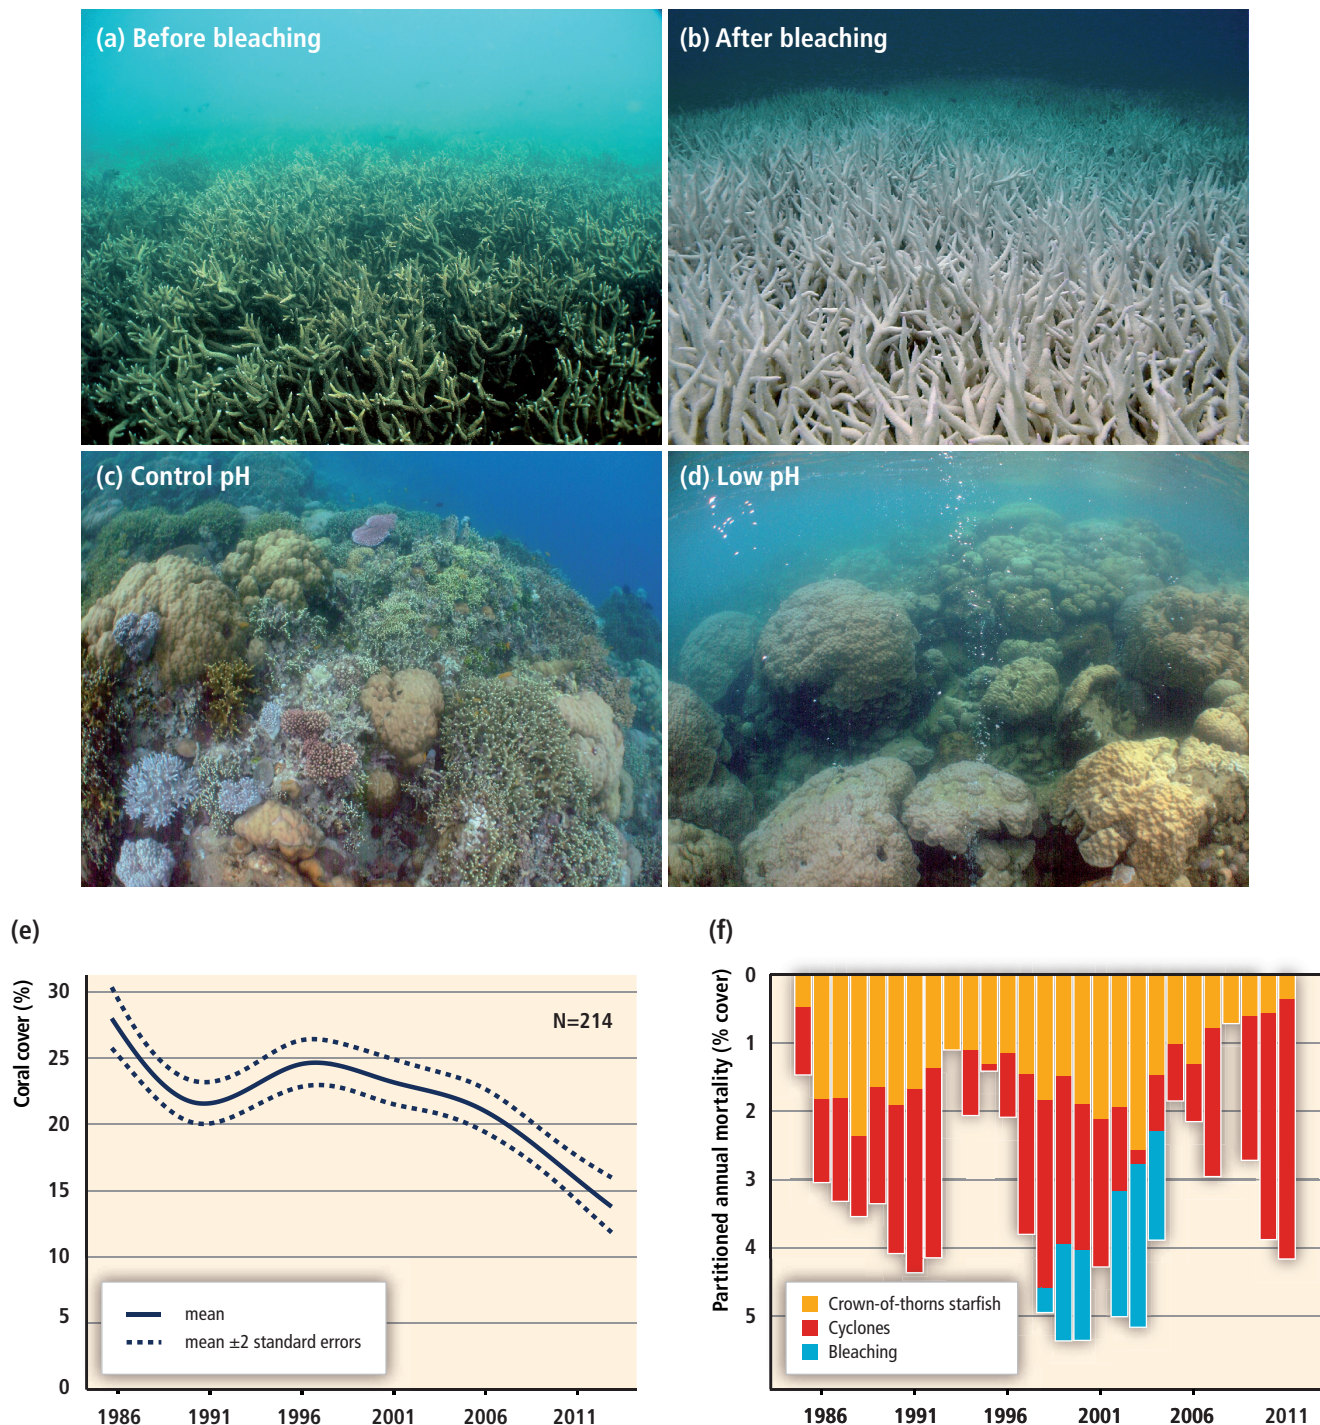 (a) Before bleaching
(b) After bleaching
(c) Control pH
(d) Low pH
(e)
Coral cover (%)
30
25
20
15
10
5
0
N=214
mean
mean ±2 standard errors
1986
1991
1996
2001
2006
2011
(f)
Partitioned annual mortality (% cover)
0
1
2
3
4
5
Crown-of-thorns starfish
Cyclones
Bleaching
1986
1991
1996
2001
2006
2011